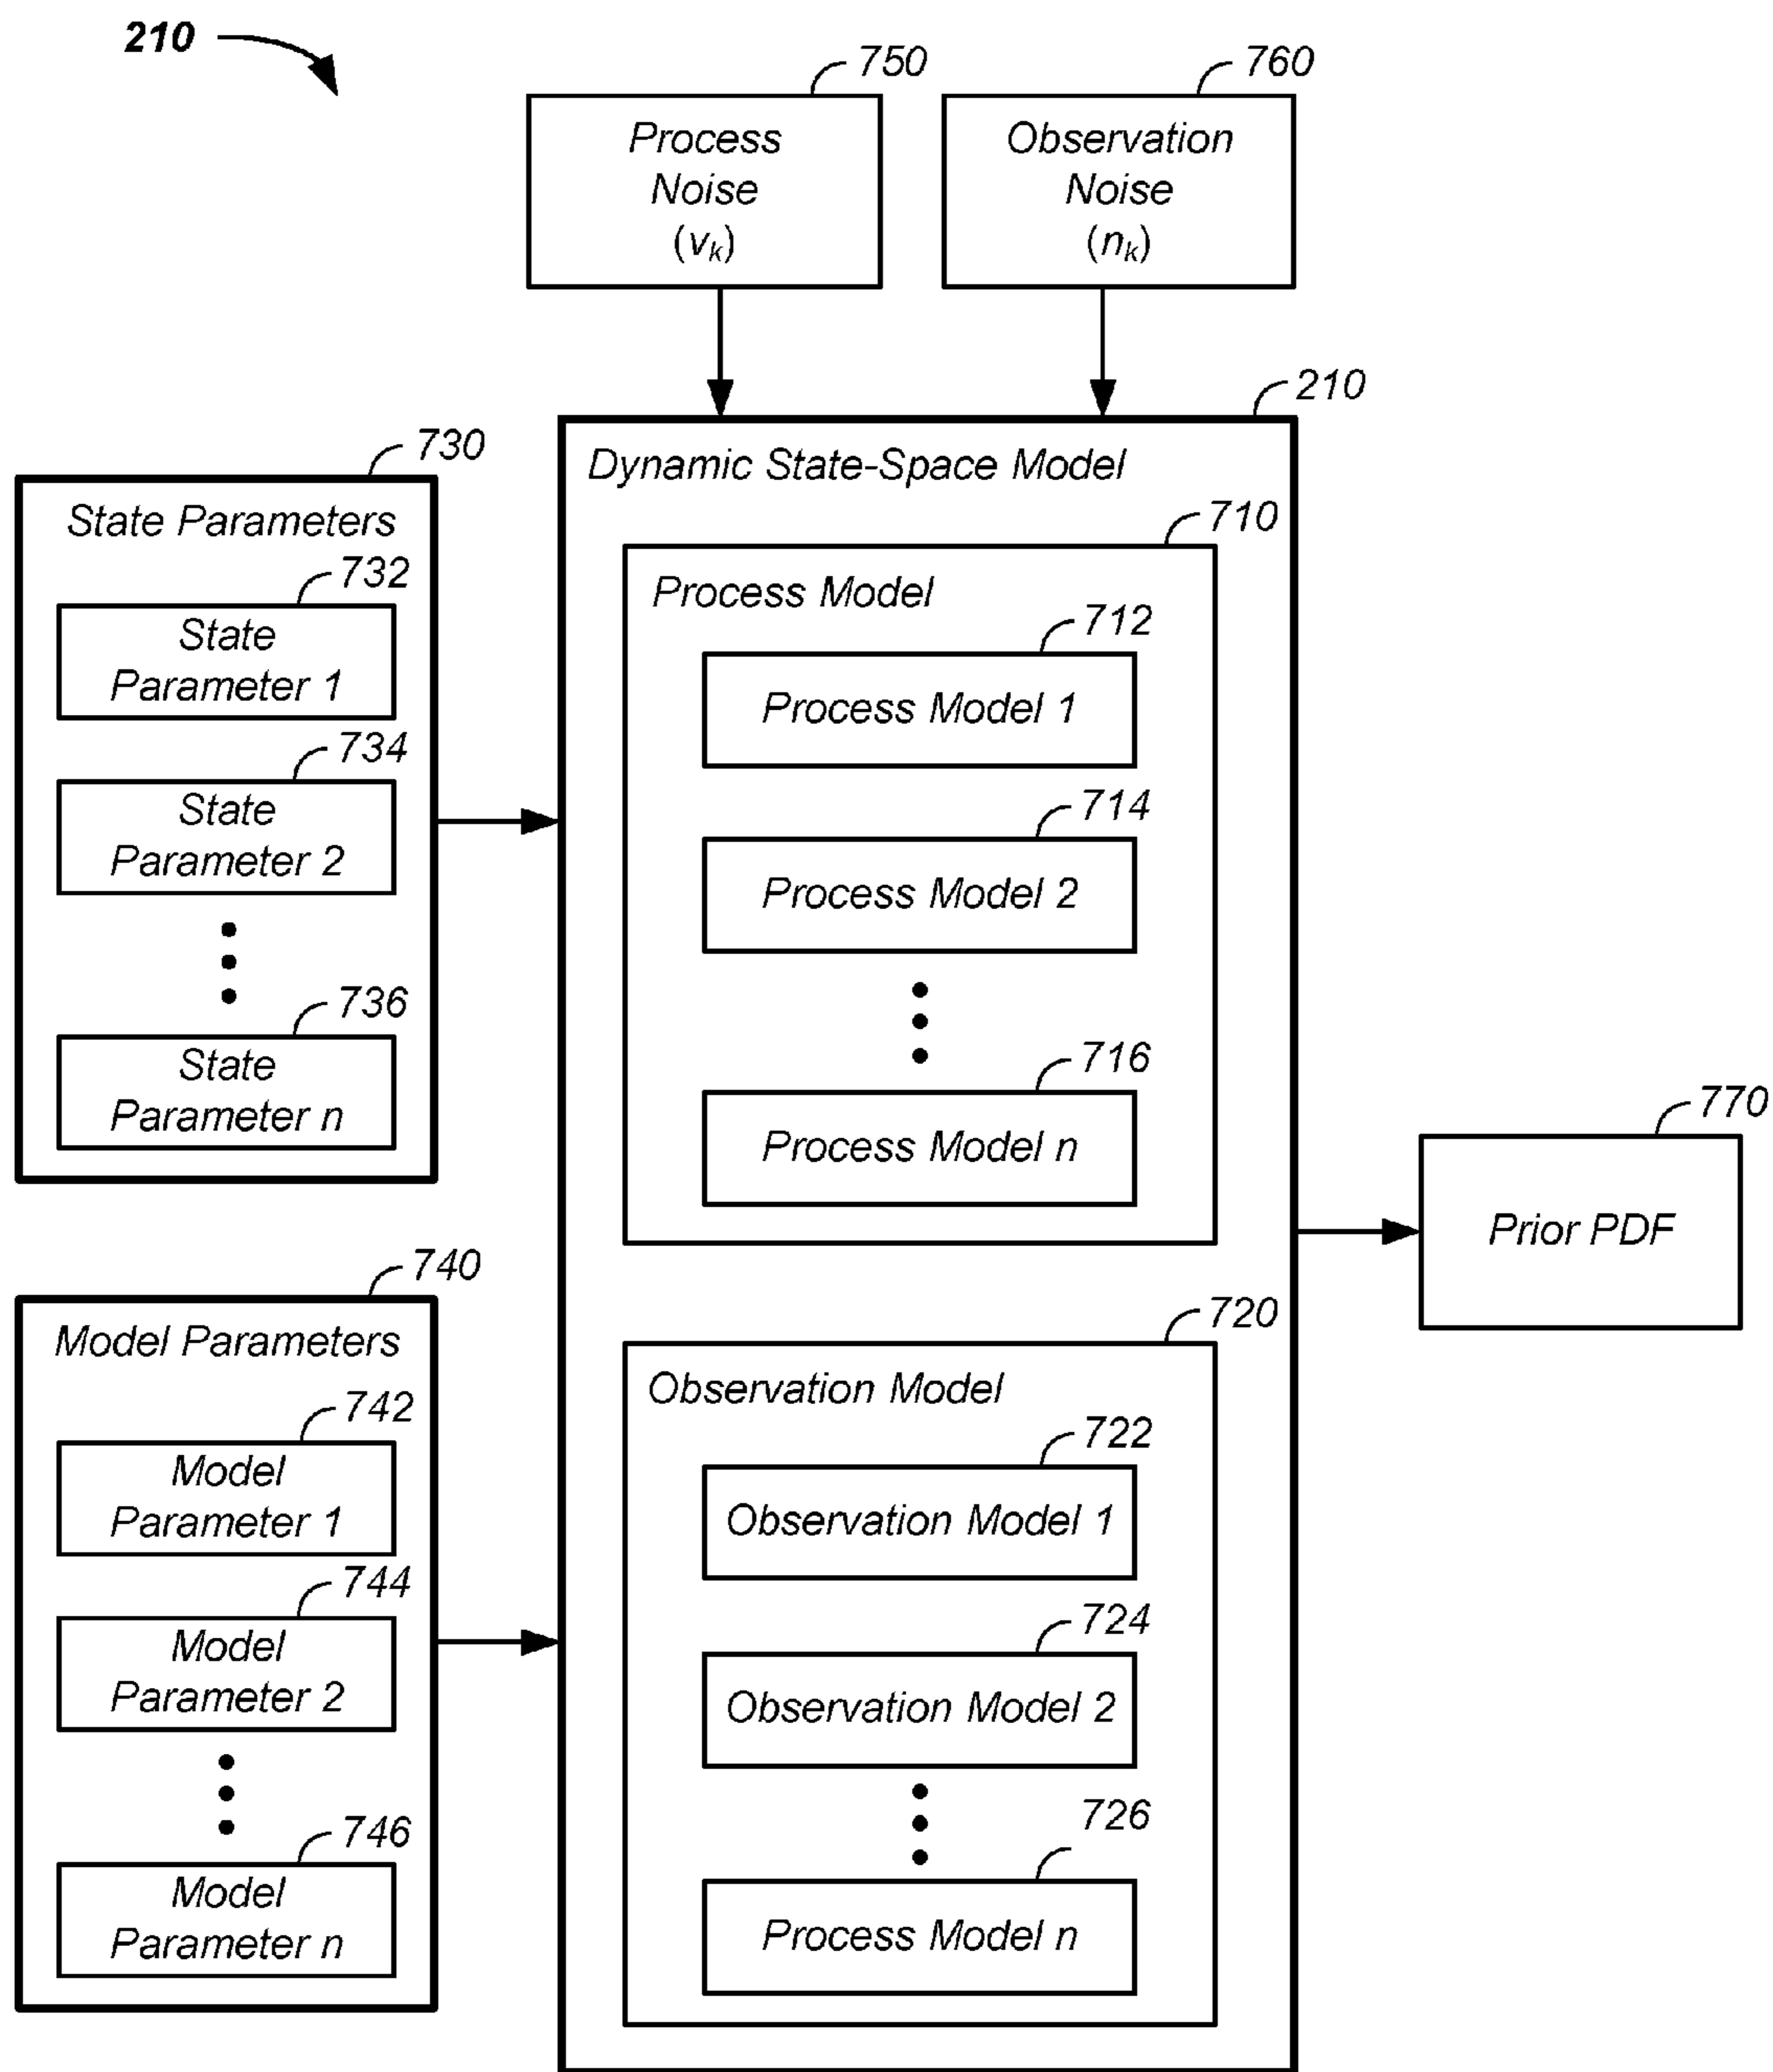 210
750
Process
Noise
(vk)
760
Observation
Noise
(nk)
730
State Parameters
732
State
Parameter 1
734
State
Parameter 2
736
State
Parameter n
740
Model Parameters
742
Model
Parameter 1
744
Model
Parameter 2
746
Model
Parameter n
210
Dynamic State-Space Model
710
Process Model
712
Process Model 1
714
Process Model 2
716
Process Model n
720
Observation Model
722
Observation Model 1
724
Observation Model 2
726
Process Model n
770
Prior PDF